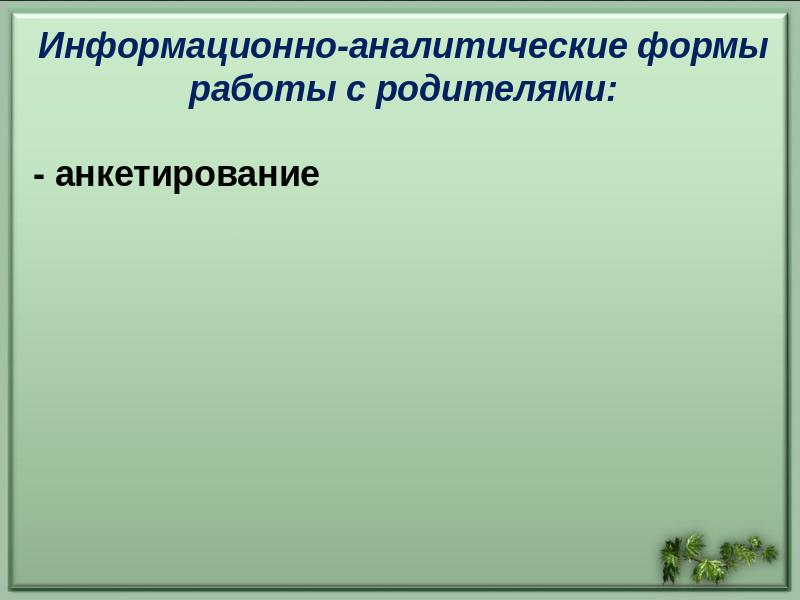 Информационно-аналитические формы
работы с родителями:
- анкетирование